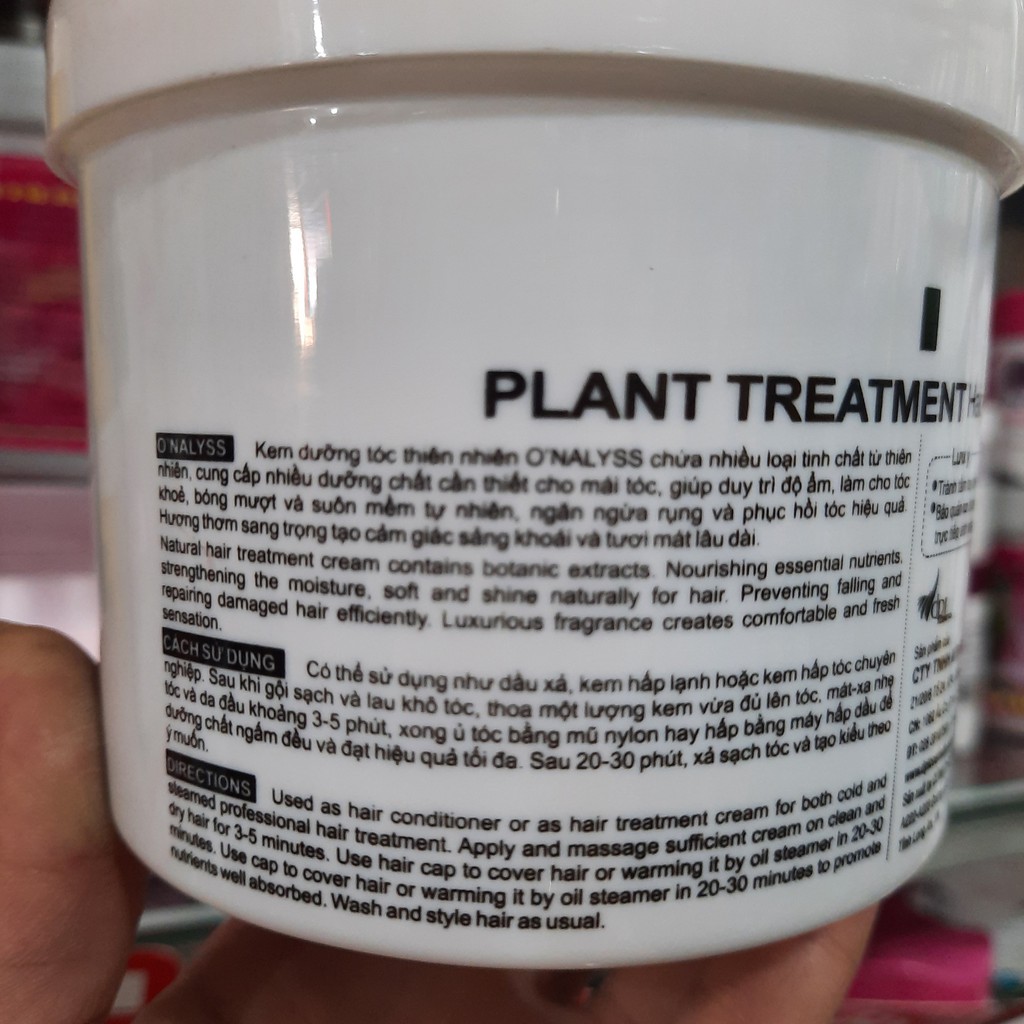 PLANT TREATMENT
O'NALYSS Kem dưỡng tóc thiên nhiên O'NALYSS chứa nhiều loại tinh chất từ thiên
nhiên, cung cấp nhiều dưỡng chất cần thiết cho mái tóc, giúp duy trì độ ẩm, làm cho tóc
khoẻ, bóng mượt và suôn mềm tự nhiên, ngăn ngừa rụng và phục hồi tóc hiệu quả.
Hương thơm sang trọng tạo cảm giác sảng khoái và tươi mát lâu dài.
Natural hair treatment cream contains botanic extracts. Nourishing essential nutrients,
strengthening the moisture, soft and shine naturally for hair. Preventing falling and
repairing damaged hair efficiently. Luxurious fragrance creates comfortable and fresh
sensation.
CÁCH SỬ DỤNG Có thể sử dụng như dầu xả, kem hấp lạnh hoặc kem hấp tóc chuyên
nghiệp. Sau khi gội sạch và lau khô tóc, thoa một lượng kem vừa đủ lên tóc, mát-xa nhẹ
tóc và da đầu khoảng 3-5 phút, xong ủ tóc bằng mũ nylon hay hấp bằng máy hấp dầu để
dưỡng chất ngấm đều và đạt hiệu quả tối đa. Sau 20-30 phút, xả sạch tóc và tạo kiểu theo
ý muốn.
DIRECTIONS Used as hair conditioner or as hair treatment cream for both cold and
steamed professional hair treatment. Apply and massage sufficient cream on clean and
dry hair for 3-5 minutes. Use hair cap to cover hair or warming it by oil steamer in 20-30
minutes. Use cap to cover hair or warming it by oil steamer in 20-30 minutes to promote
nutrients well absorbed. Wash and style hair as usual.
Lưu ý
Tránh
Bảo quản
trực tiếp
dpl
Sản phẩm của
CTY TNHH